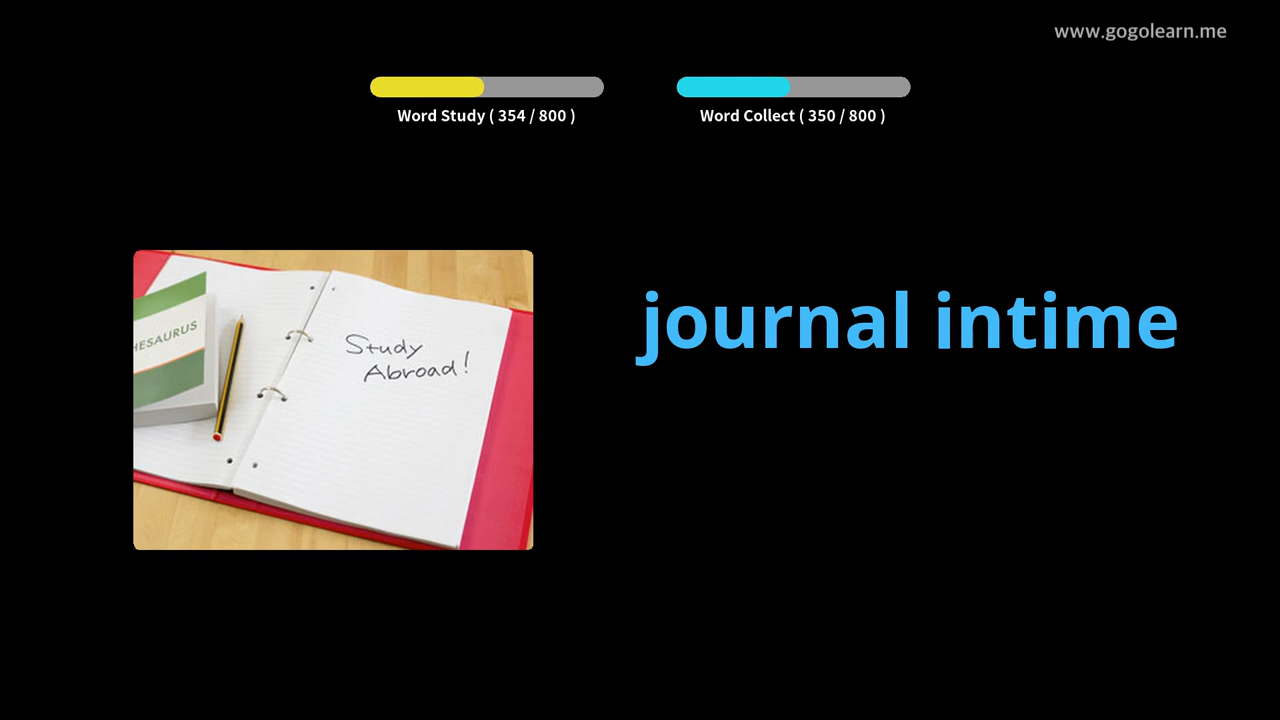 www.gogolearn.me
Word Study ( 354 / 800 )
Word Collect ( 350 / 800 )
journal intime
HESAURUS
Study
Abroad!